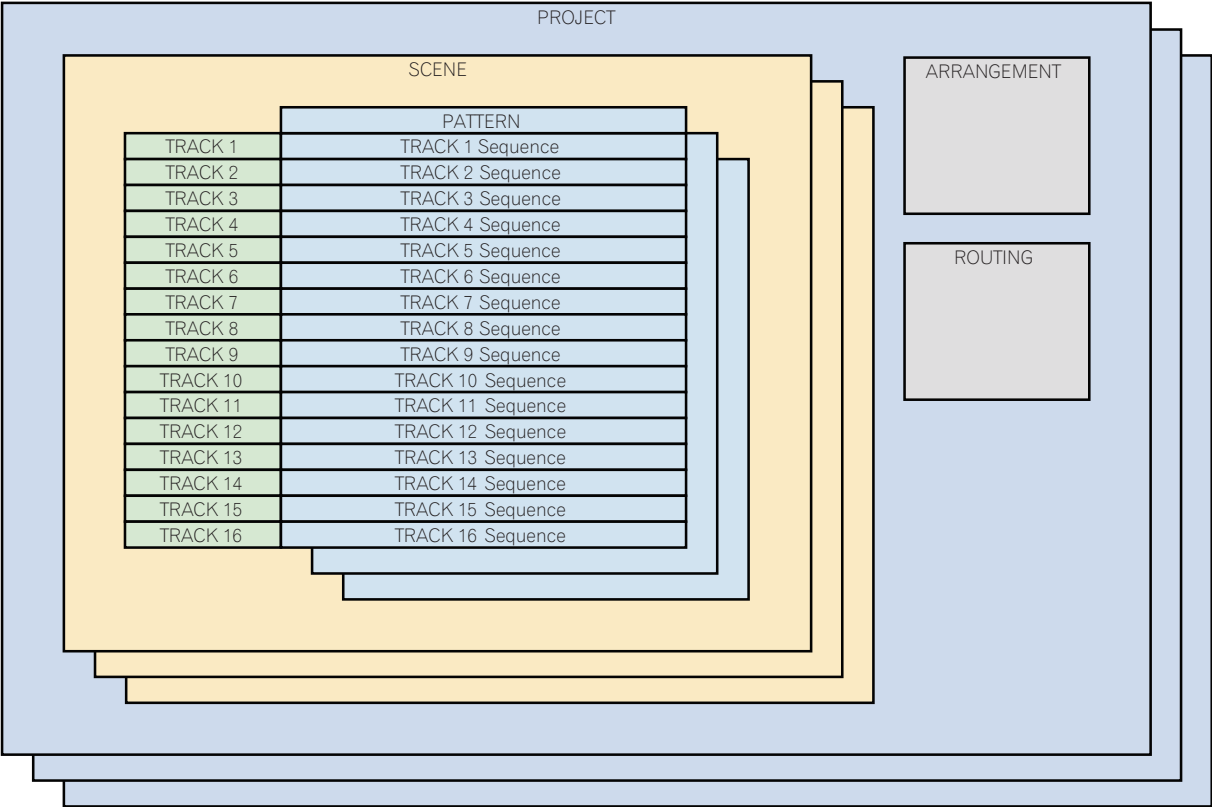 PROJECT
SCENE
ARRANGEMENT
PATTERN
TRACK 1 TRACK 1 Sequence
TRACK 2 TRACK 2 Sequence
TRACK 3 TRACK 3 Sequence
TRACK 4 TRACK 4 Sequence
TRACK 5 TRACK 5 Sequence
TRACK 6 TRACK 6 Sequence
TRACK 7 TRACK 7 Sequence
TRACK 8 TRACK 8 Sequence
TRACK 9 TRACK 9 Sequence
TRACK 10 TRACK 10 Sequence
TRACK 11 TRACK 11 Sequence
TRACK 12 TRACK 12 Sequence
TRACK 13 TRACK 13 Sequence
TRACK 14 TRACK 14 Sequence
TRACK 15 TRACK 15 Sequence
TRACK 16 TRACK 16 Sequence
ROUTING